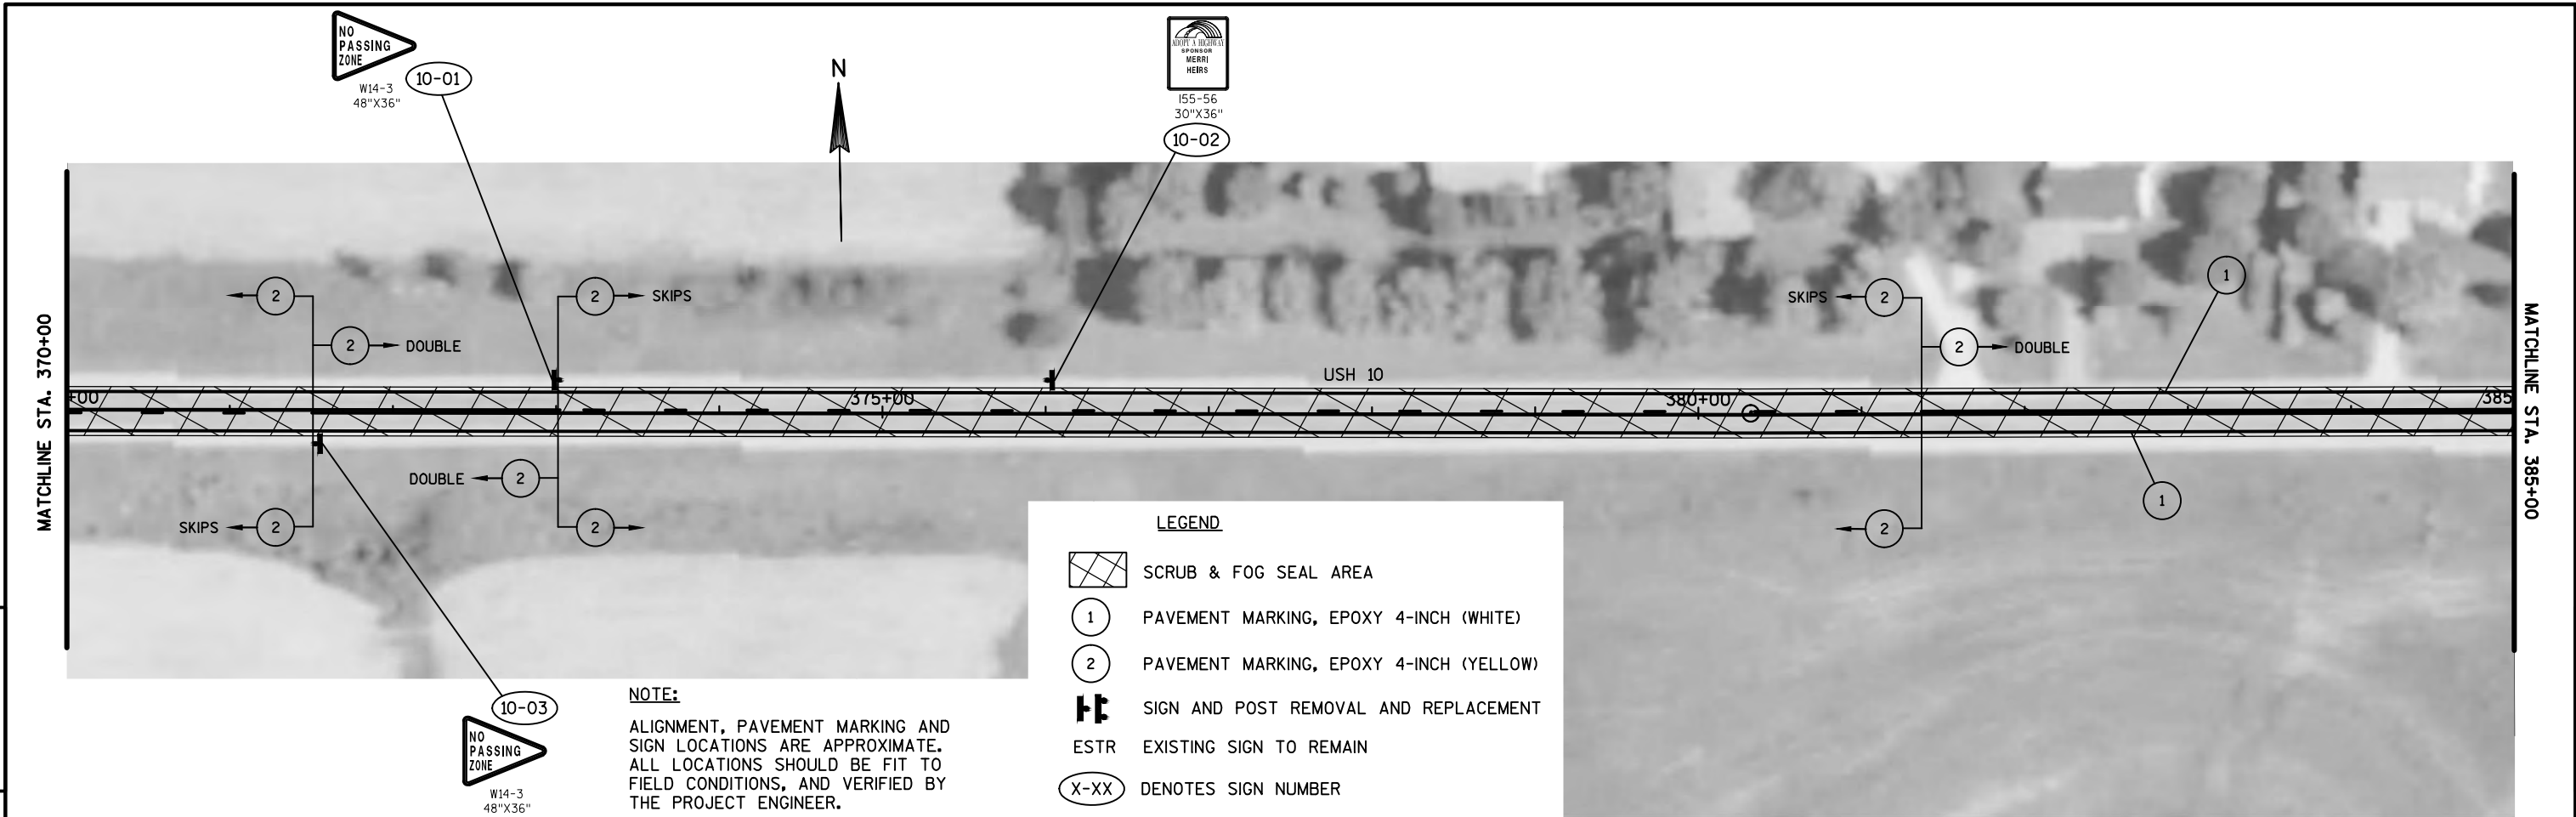 NO
PASSING
ZONE
W14-3
48"X36"
10-01
N
ADOPT A HIGHWAY
SPONSOR
MERRI
HEIRS
I55-56
30"X36"
10-02
MATCHLINE STA. 370+00
2
2 DOUBLE
2 SKIPS
SKIPS 2
2 DOUBLE
1
USH 10
+00
375+00
380+00
385
DOUBLE 2
SKIPS 2
2
2
1
MATCHLINE STA. 385+00
10-03
NO
PASSING
ZONE
W14-3
48"X36"
NOTE:
ALIGNMENT, PAVEMENT MARKING AND
SIGN LOCATIONS ARE APPROXIMATE.
ALL LOCATIONS SHOULD BE FIT TO
FIELD CONDITIONS, AND VERIFIED BY
THE PROJECT ENGINEER.
LEGEND
SCRUB & FOG SEAL AREA
1 PAVEMENT MARKING, EPOXY 4-INCH (WHITE)
2 PAVEMENT MARKING, EPOXY 4-INCH (YELLOW)
SIGN AND POST REMOVAL AND REPLACEMENT
ESTR EXISTING SIGN TO REMAIN
X-XX DENOTES SIGN NUMBER